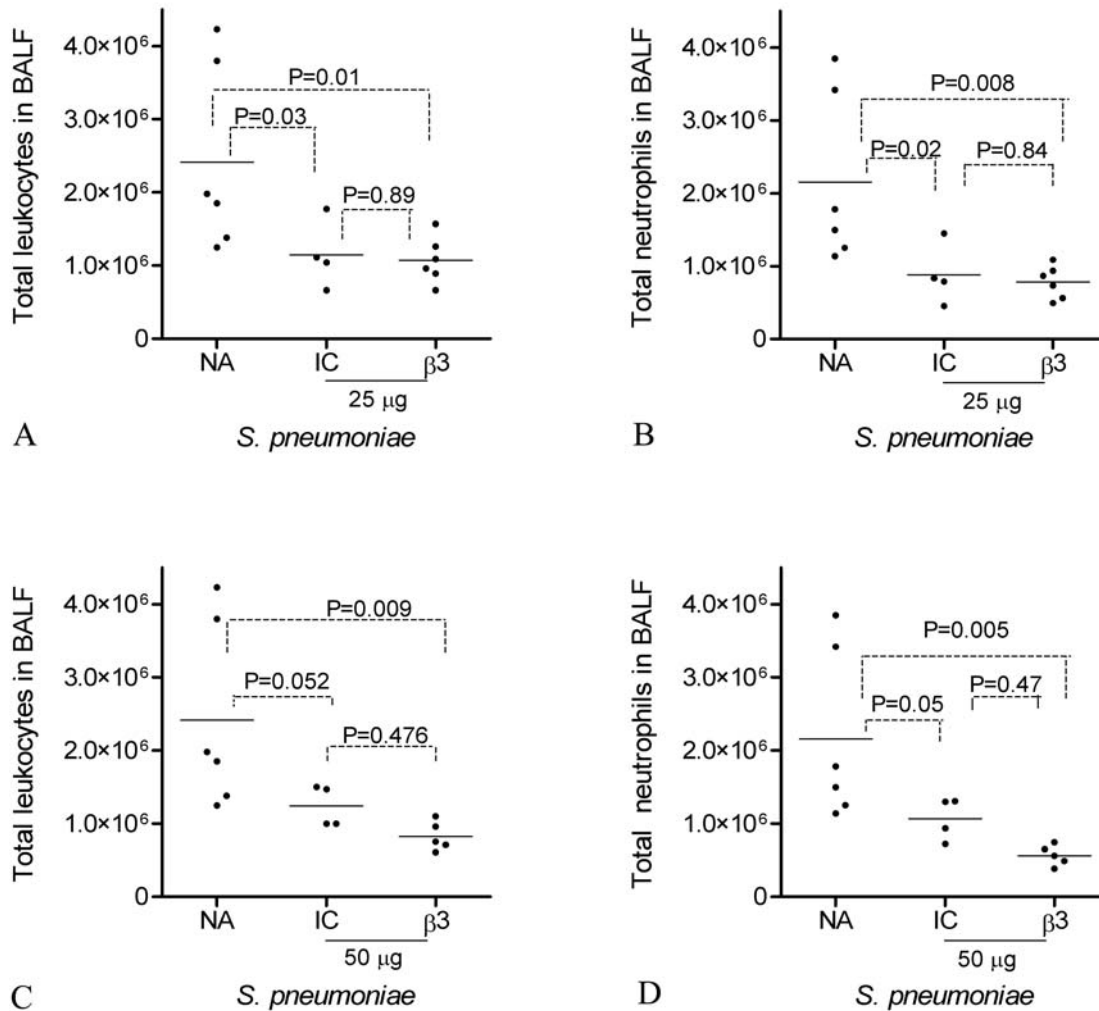 Total leukocytes in BALF
4.0×10⁶
3.0×10⁶
2.0×10⁶
1.0×10⁶
0
P=0.01
P=0.03
P=0.89
NA
IC
β3
25 μg
A
S. pneumoniae
Total neutrophils in BALF
4.0×10⁶
3.0×10⁶
2.0×10⁶
1.0×10⁶
0
P=0.008
P=0.02
P=0.84
NA
IC
β3
25 μg
B
S. pneumoniae
Total leukocytes in BALF
4.0×10⁶
3.0×10⁶
2.0×10⁶
1.0×10⁶
0
P=0.009
P=0.052
P=0.476
NA
IC
β3
50 μg
C
S. pneumoniae
Total neutrophils in BALF
4.0×10⁶
3.0×10⁶
2.0×10⁶
1.0×10⁶
0
P=0.005
P=0.47
P=0.05
NA
IC
β3
50 μg
D
S. pneumoniae